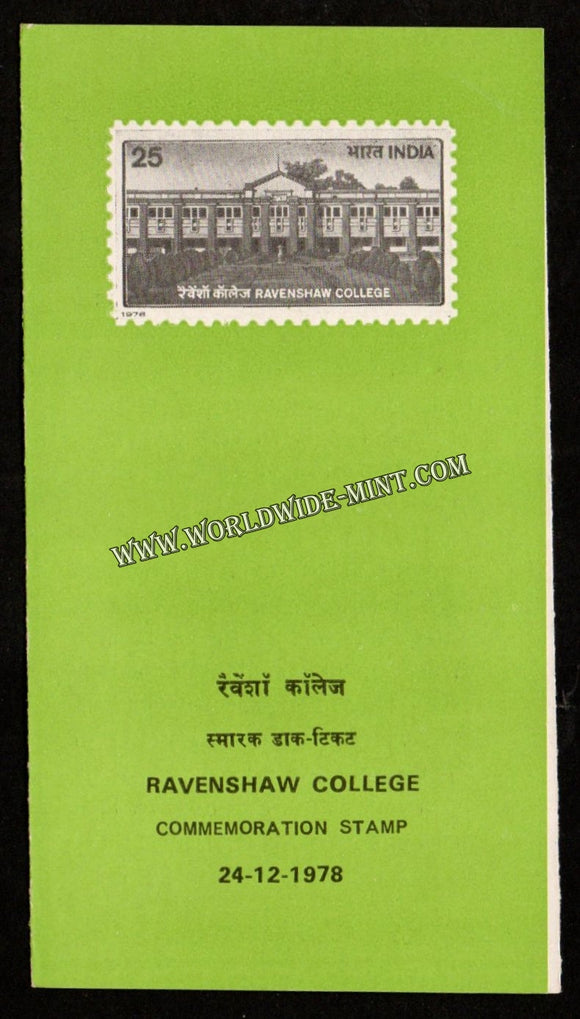 25 भारत INDIA
रैवेंशॉ कॉलेज RAVENSHAW COLLEGE
1978
WWW.WORLDWIDE-MINT.COM
रैवेंशॉ कॉलेज
स्मारक डाक-टिकट
RAVENSHAW COLLEGE
COMMEMORATION STAMP
24-12-1978